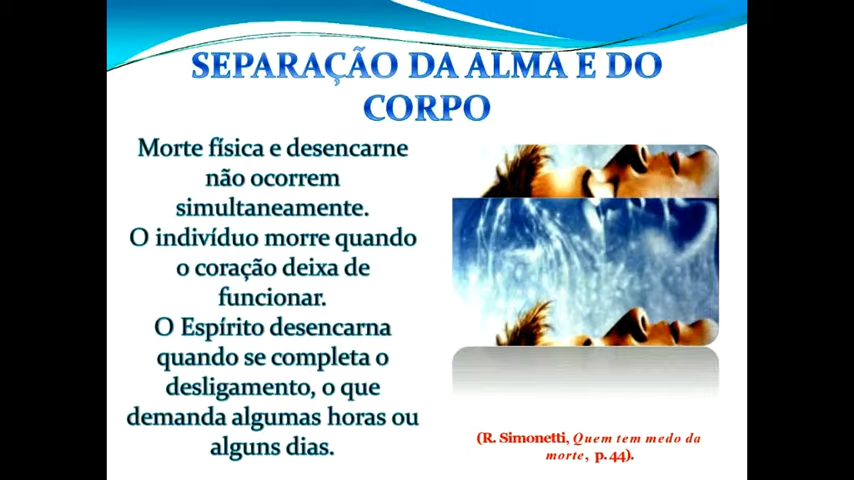 SEPARAÇÃO DA ALMA E DO
CORPO
Morte física e desencarne
não ocorrem
simultaneamente.
O indivíduo morre quando
o coração deixa de
funcionar.
O Espírito desencarna
quando se completa o
desligamento, o que
demanda algumas horas ou
alguns dias.
(R. Simonetti, Quem tem medo da
morte, p. 44).